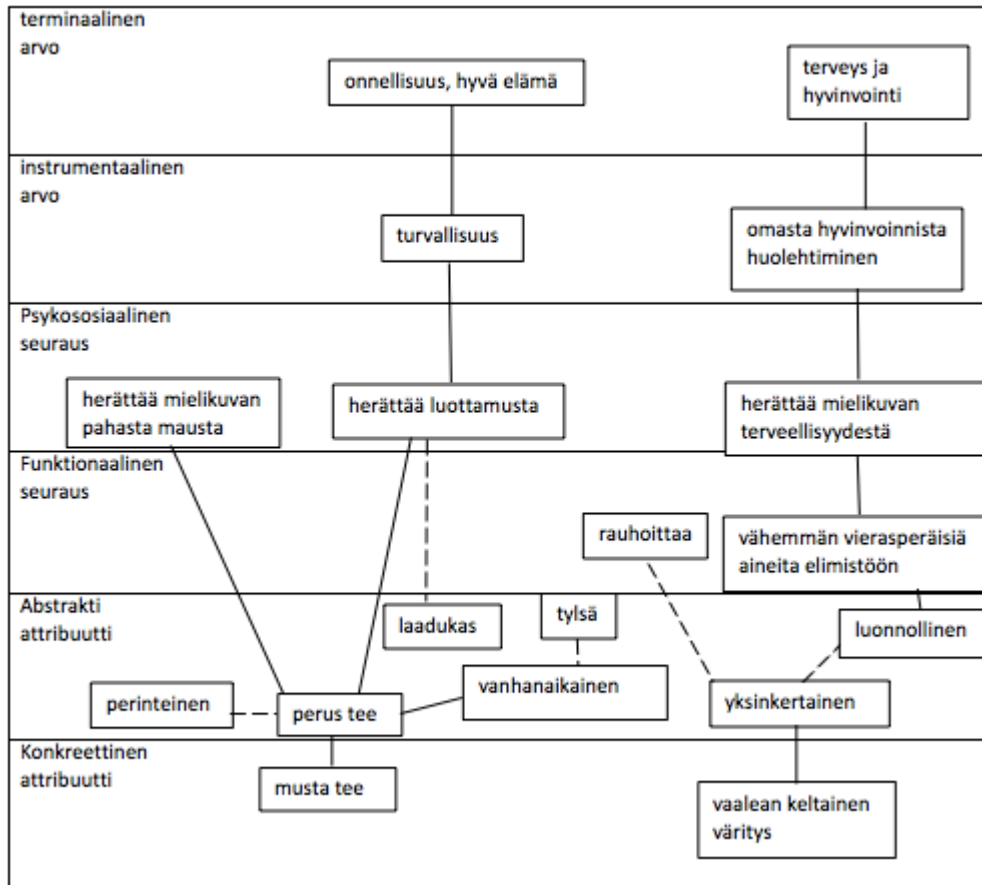 terminaalinen
arvo
onnellisuus, hyvä elämä
terveys ja
hyvinvointi
instrumentaalinen
arvo
turvallisuus
omasta hyvinvoinnista
huolehtiminen
Psykososiaalinen
seuraus
herättää mielikuvan
pahasta mausta
herättää luottamusta
herättää mielikuvan
terveellisyydestä
Funktionaalinen
seuraus
rauhoittaa
vähemmän vierasperäisiä
aineita elimistöön
Abstrakti
attribuutti
laadukas
tylsä
luonnollinen
perinteinen
perus tee
vanhanaikainen
yksinkertainen
Konkreettinen
attribuutti
musta tee
vaalean keltainen
väritys